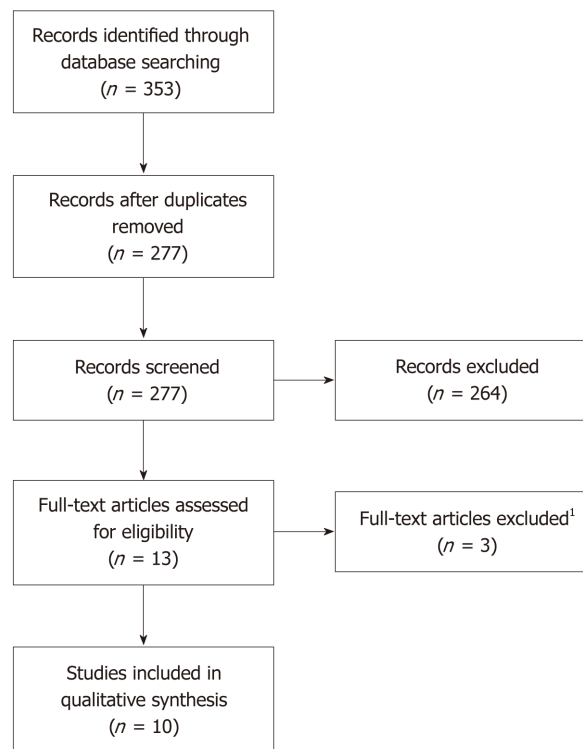 Records identified through
database searching
(n = 353)
Records after duplicates
removed
(n = 277)
Records screened
(n = 277)
Records excluded
(n = 264)
Full-text articles assessed
for eligibility
(n = 13)
Full-text articles excluded¹
(n = 3)
Studies included in
qualitative synthesis
(n = 10)